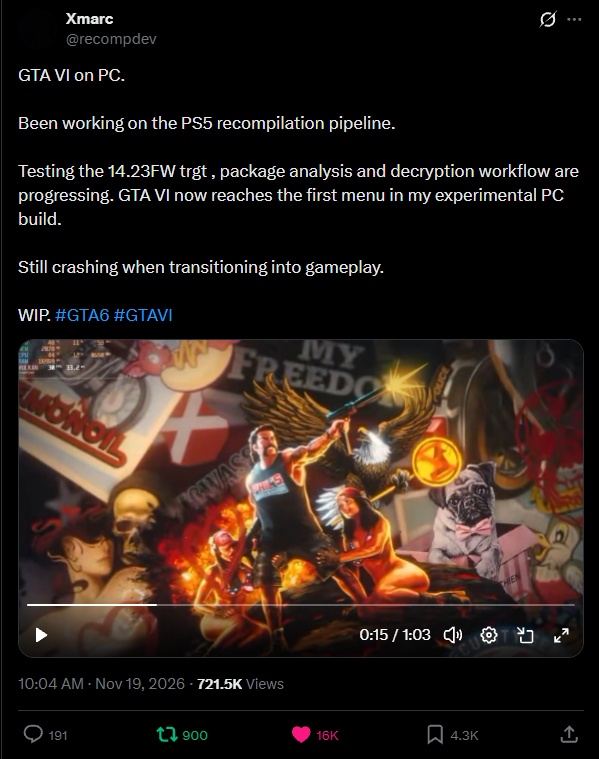 Xmarc
@recompdev
GTA VI on PC.
Been working on the PS5 recompilation pipeline.
Testing the 14.23FW trgt , package analysis and decryption workflow are
progressing. GTA VI now reaches the first menu in my experimental PC
build.
Still crashing when transitioning into gameplay.
WIP. #GTA6 #GTAVI
MY
FREEDO
MONOIL
CHIEN
0:15 / 1:03
10:04 AM · Nov 19, 2026 · 721.5K Views
191
900
16K
4.3K